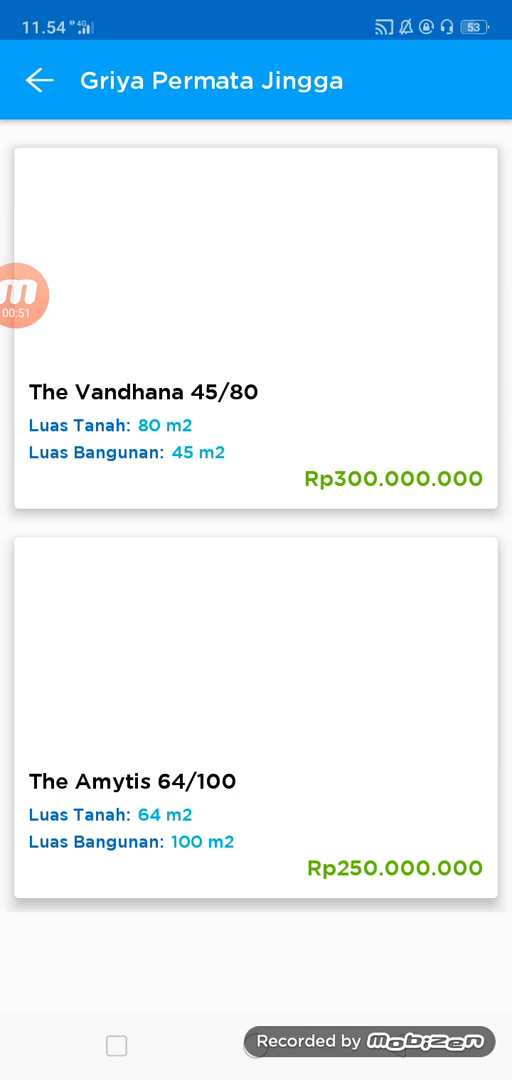 11.54 4G 53
Griya Permata Jingga
m
00:51
The Vandhana 45/80
Luas Tanah: 80 m2
Luas Bangunan: 45 m2
Rp300.000.000
The Amytis 64/100
Luas Tanah: 64 m2
Luas Bangunan: 100 m2
Rp250.000.000
Recorded by mobizen